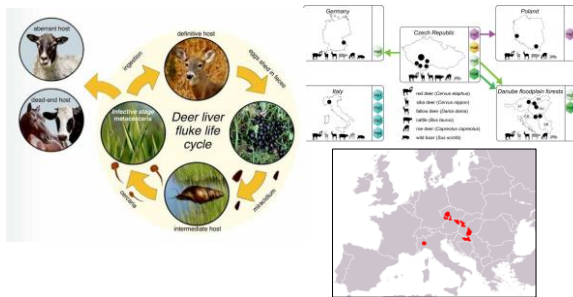 aberrant host
definitive host
ingestion
eggs shed in feces
dead-end host
infective stage
metacercaria
Deer liver
fluke life
cycle
cercaria
miracidium
intermediate host
Germany
Czech Republic
Poland
Italy
Danube floodplain forests
red deer (Cervus elaphus)
sika deer (Cervus nippon)
fallow deer (Dama dama)
cattle (Bos taurus)
roe deer (Capreolus capreolus)
wild boar (Sus scrofa)